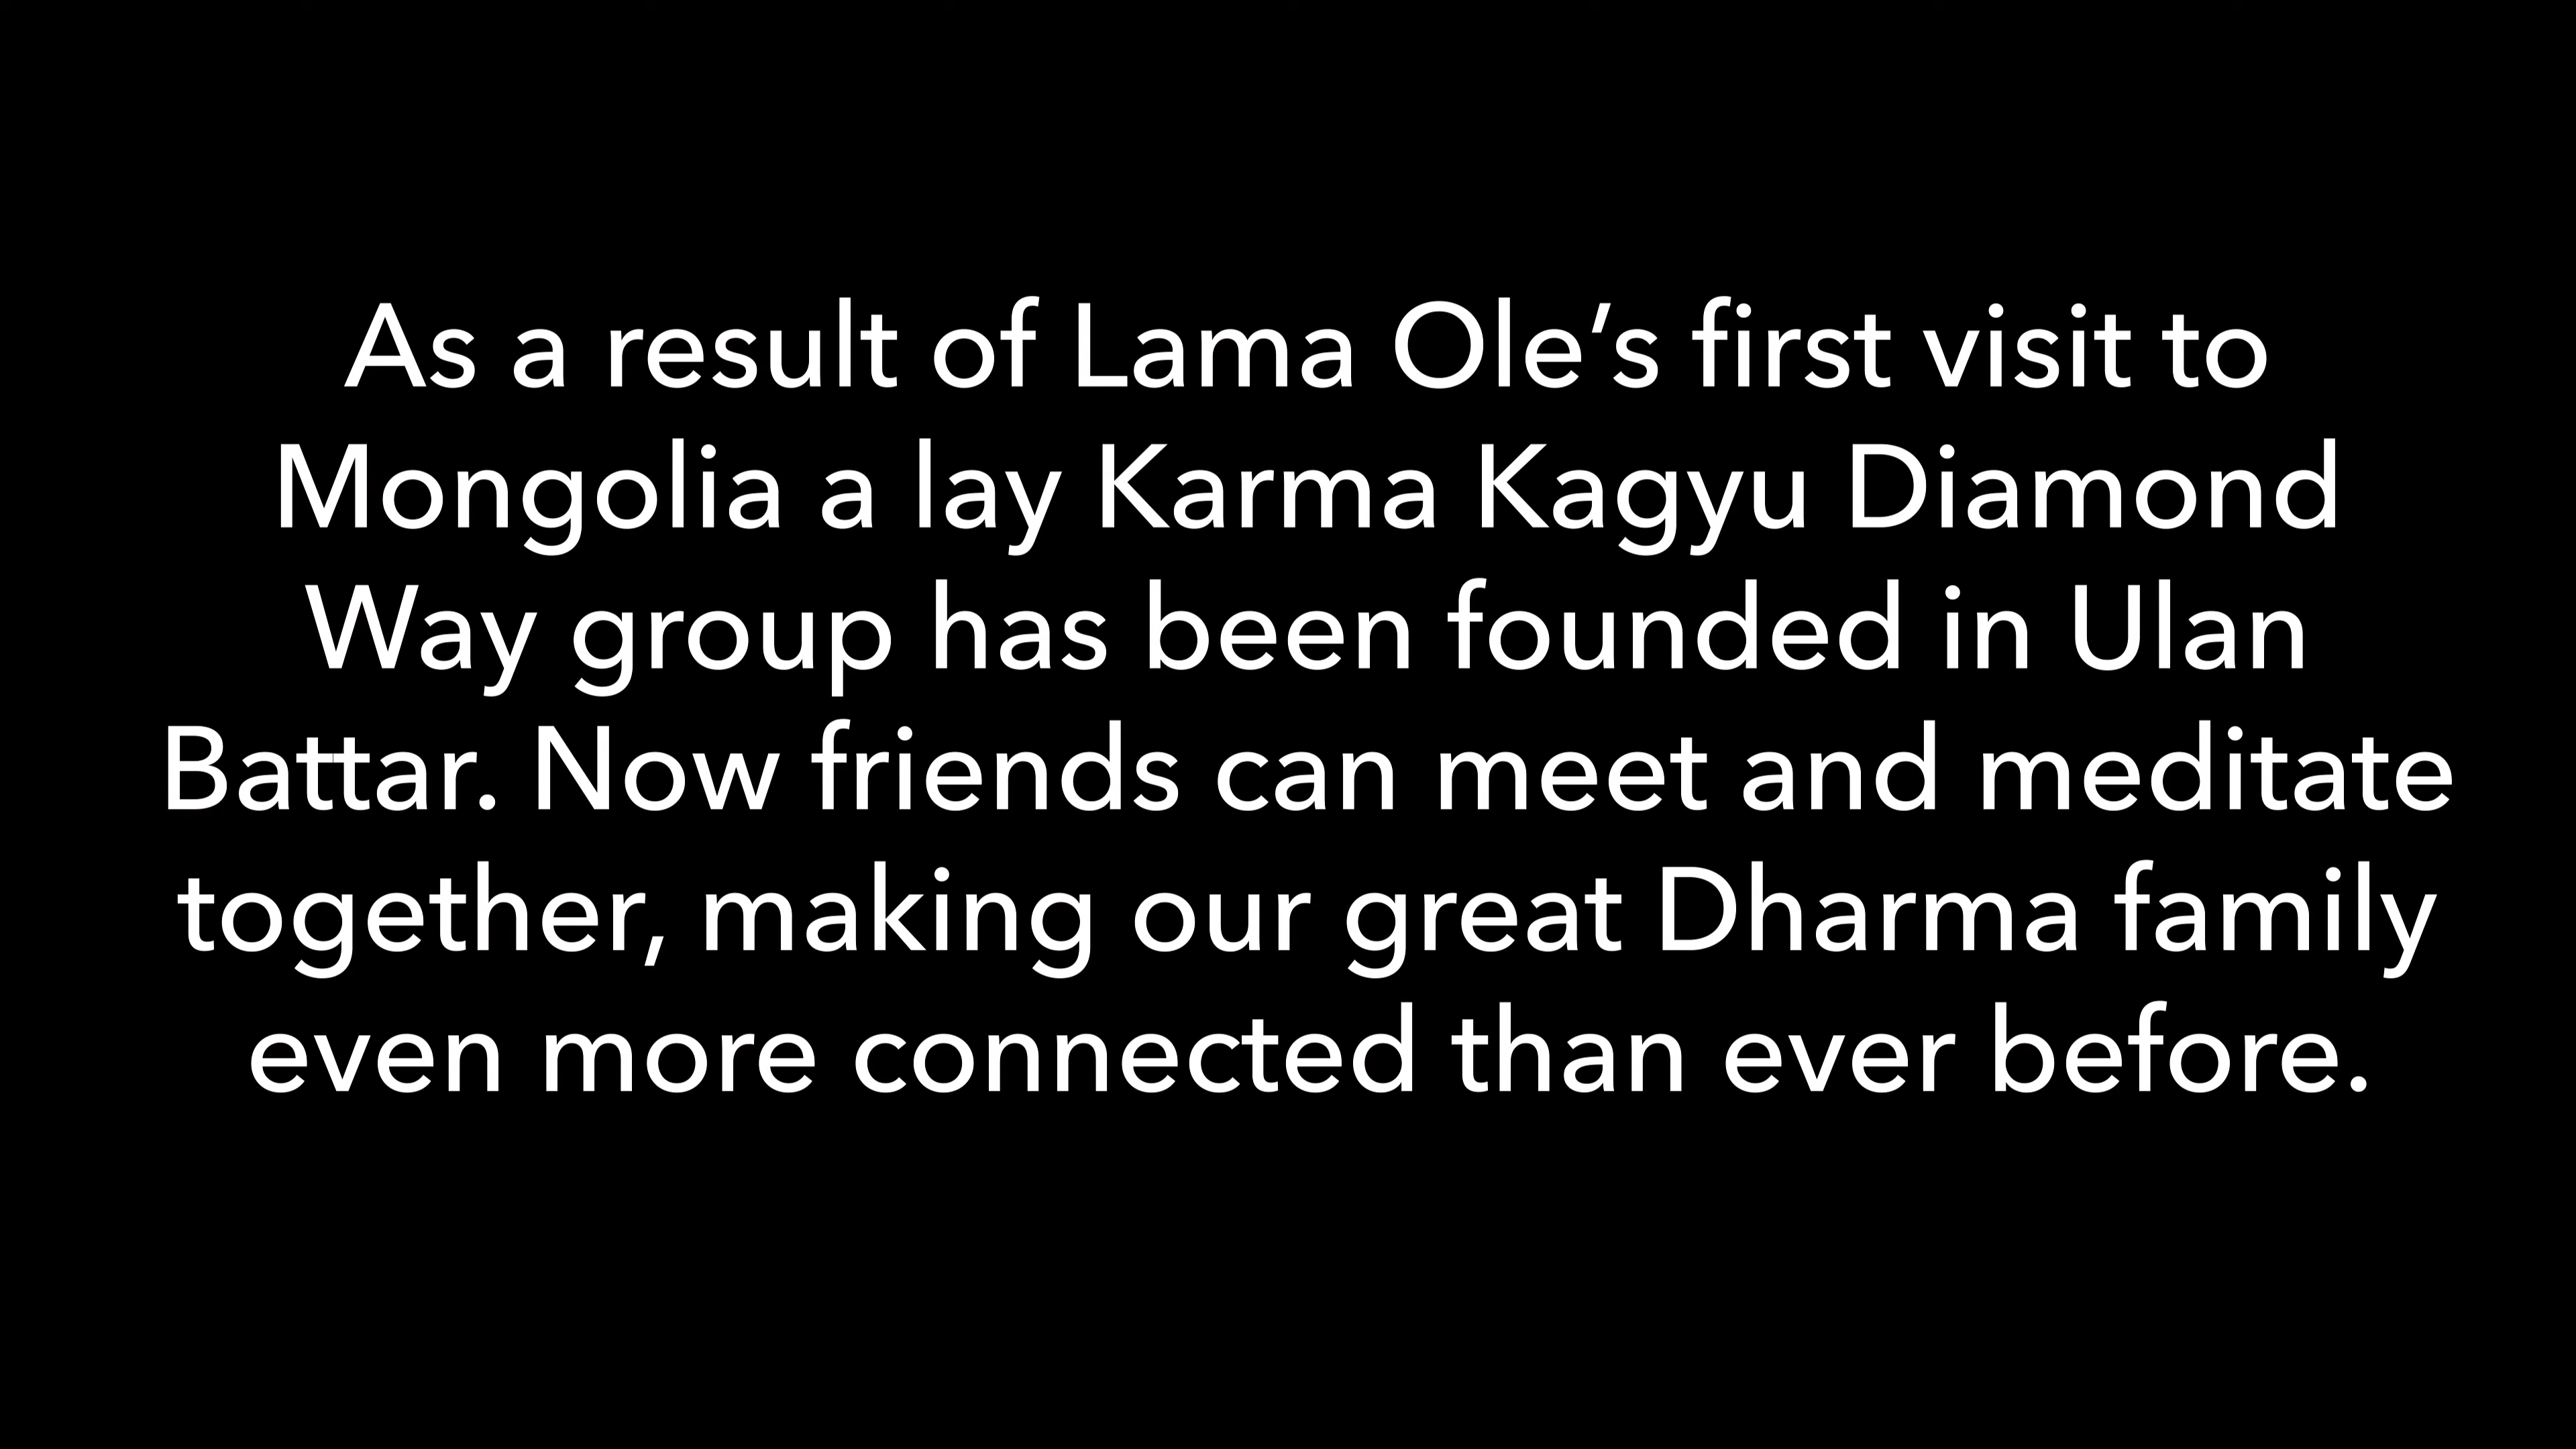 As a result of Lama Ole’s first visit to
Mongolia a lay Karma Kagyu Diamond
Way group has been founded in Ulan
Battar. Now friends can meet and meditate
together, making our great Dharma family
even more connected than ever before.